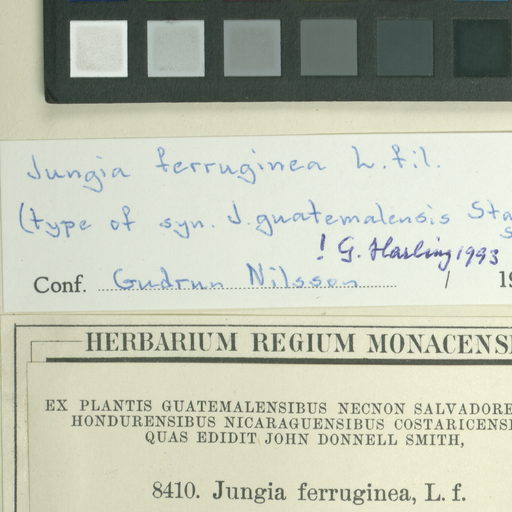 Jungia ferruginea L.fil.
(type of syn. J.guatemalensis Sta
! G. Harling 1993
Conf. Gudrun Nilsson / 19
HERBARIUM REGIUM MONACENS
EX PLANTIS GUATEMALENSIBUS NECNON SALVADORE
HONDURENSIBUS NICARAGUENSIBUS COSTARICENSI
QUAS EDIDIT JOHN DONNELL SMITH,
8410. Jungia ferruginea, L. f.